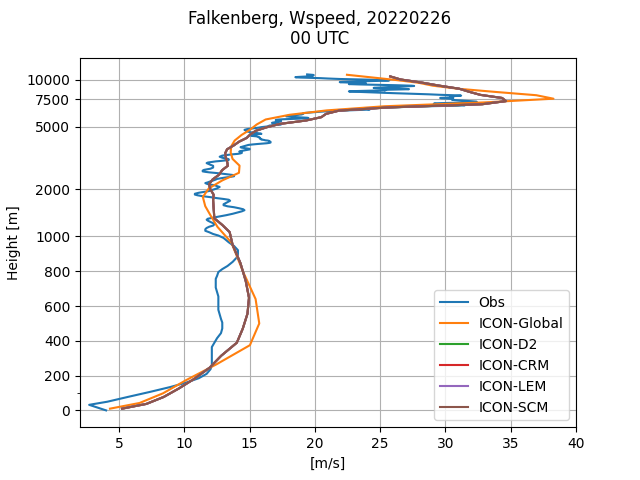 Falkenberg, Wspeed, 20220226
00 UTC
10000
7500
5000
2000
1000
800
600
400
200
0
Height [m]
Obs
ICON-Global
ICON-D2
ICON-CRM
ICON-LEM
ICON-SCM
5 10 15 20 25 30 35 40
[m/s]